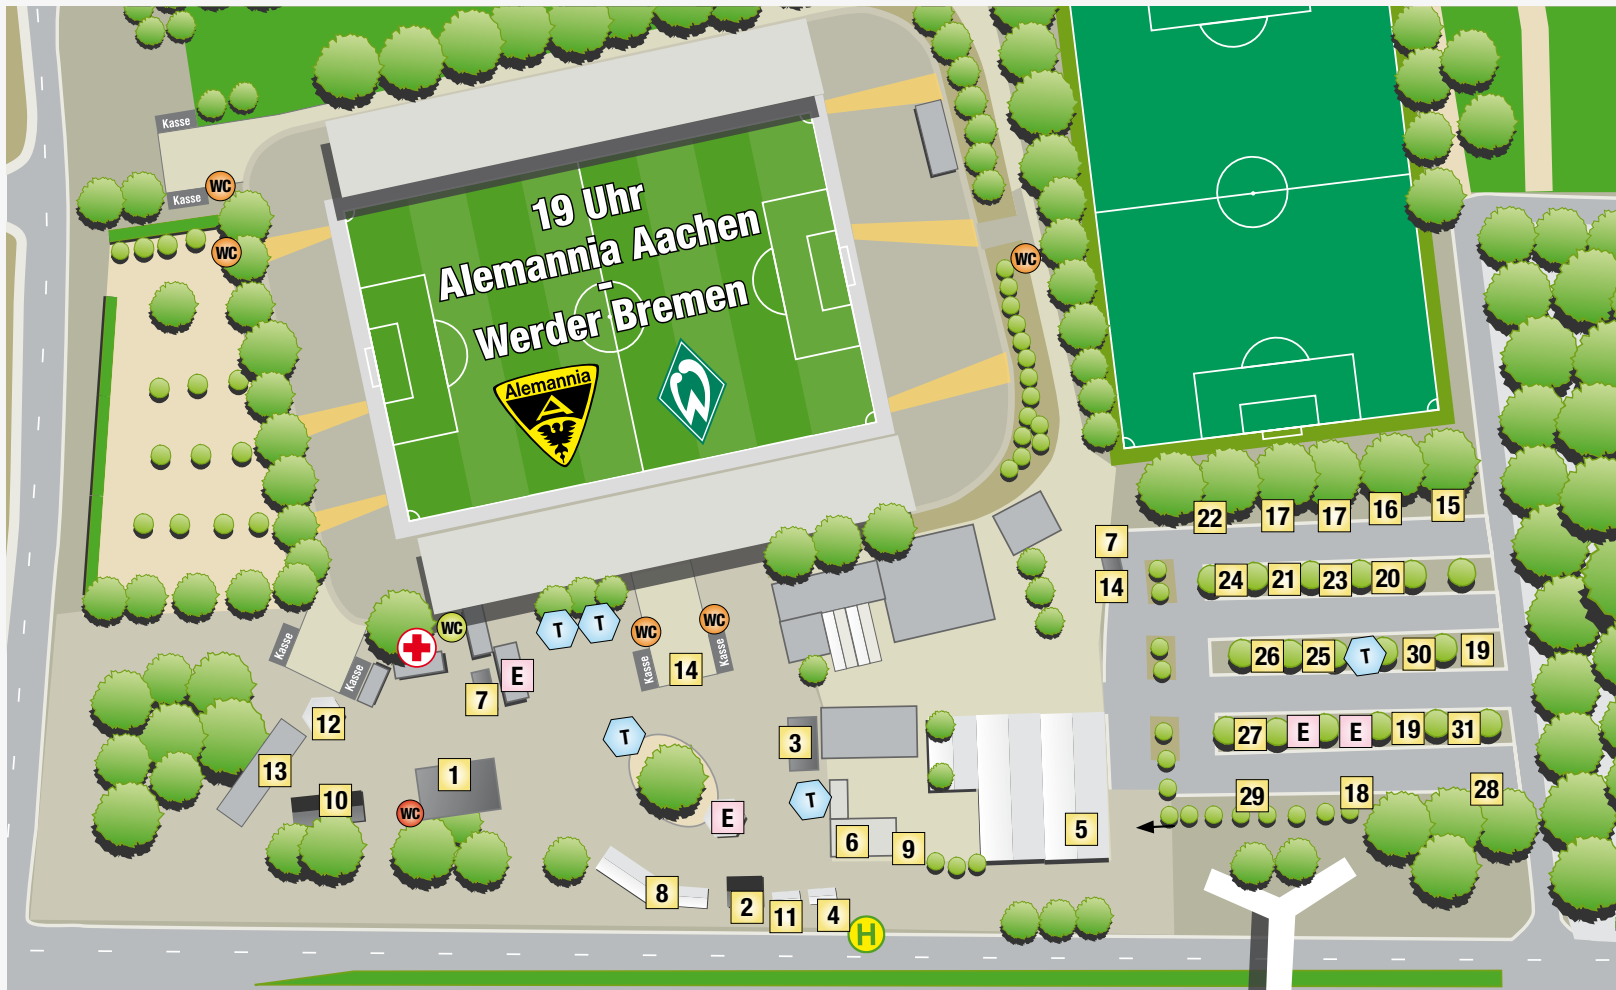 Kasse
Kasse
WC
WC
19 Uhr
Alemannia Aachen
-
Werder Bremen
Alemannia
A
W
WC
22
17
17
16
15
7
14
24
21
23
20
26
25
T
30
19
27
E
E
19
31
29
18
28
Kasse
Kasse
WC
E
7
T
T
WC
WC
Kasse
Kasse
14
12
13
10
1
WC
T
E
3
T
6
9
5
8
2
11
4
H